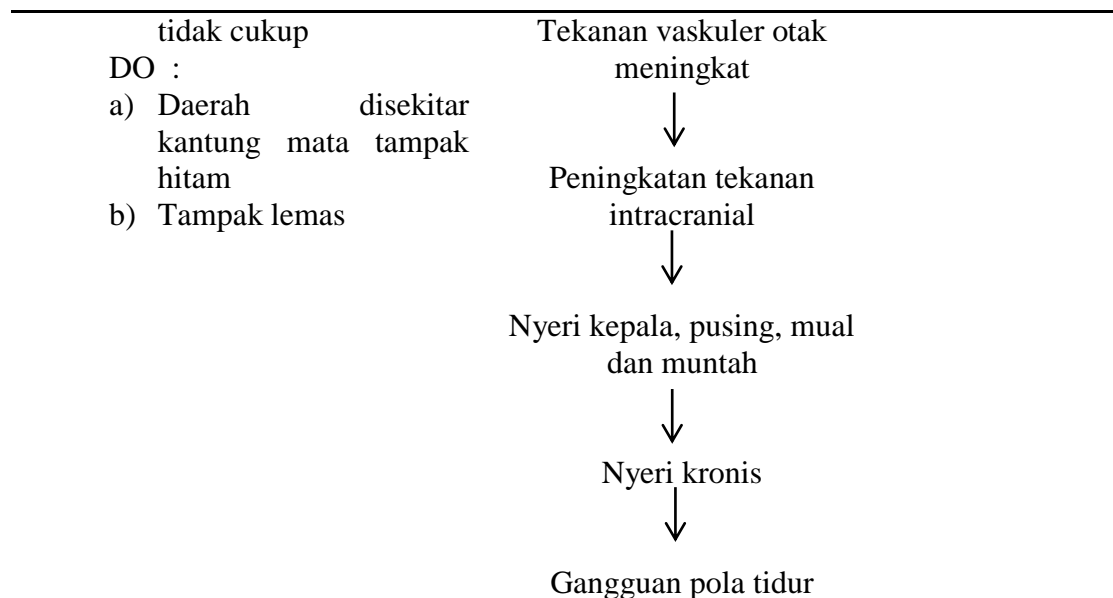 tidak cukup
DO :
a) Daerah disekitar
kantung mata tampak
hitam
b) Tampak lemas
Tekanan vaskuler otak
meningkat
Peningkatan tekanan
intracranial
Nyeri kepala, pusing, mual
dan muntah
Nyeri kronis
Gangguan pola tidur